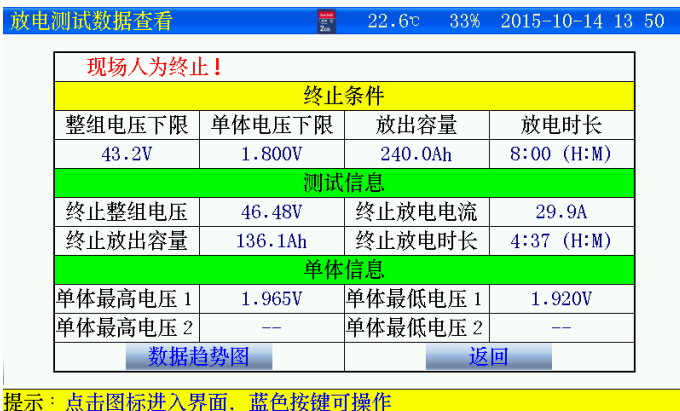 放电测试数据查看 22.6℃ 33% 2015-10-14 13 50
现场人为终止!
终止条件
整组电压下限 单体电压下限 放出容量 放电时长
43.2V 1.800V 240.0Ah 8:00 (H:M)
测试信息
终止整组电压 46.48V 终止放电电流 29.9A
终止放出容量 136.1Ah 终止放电时长 4:37 (H:M)
单体信息
单体最高电压1 1.965V 单体最低电压1 1.920V
单体最高电压2 -- 单体最低电压2 --
数据趋势图 返回
提示:点击图标进入界面. 蓝色按键可操作